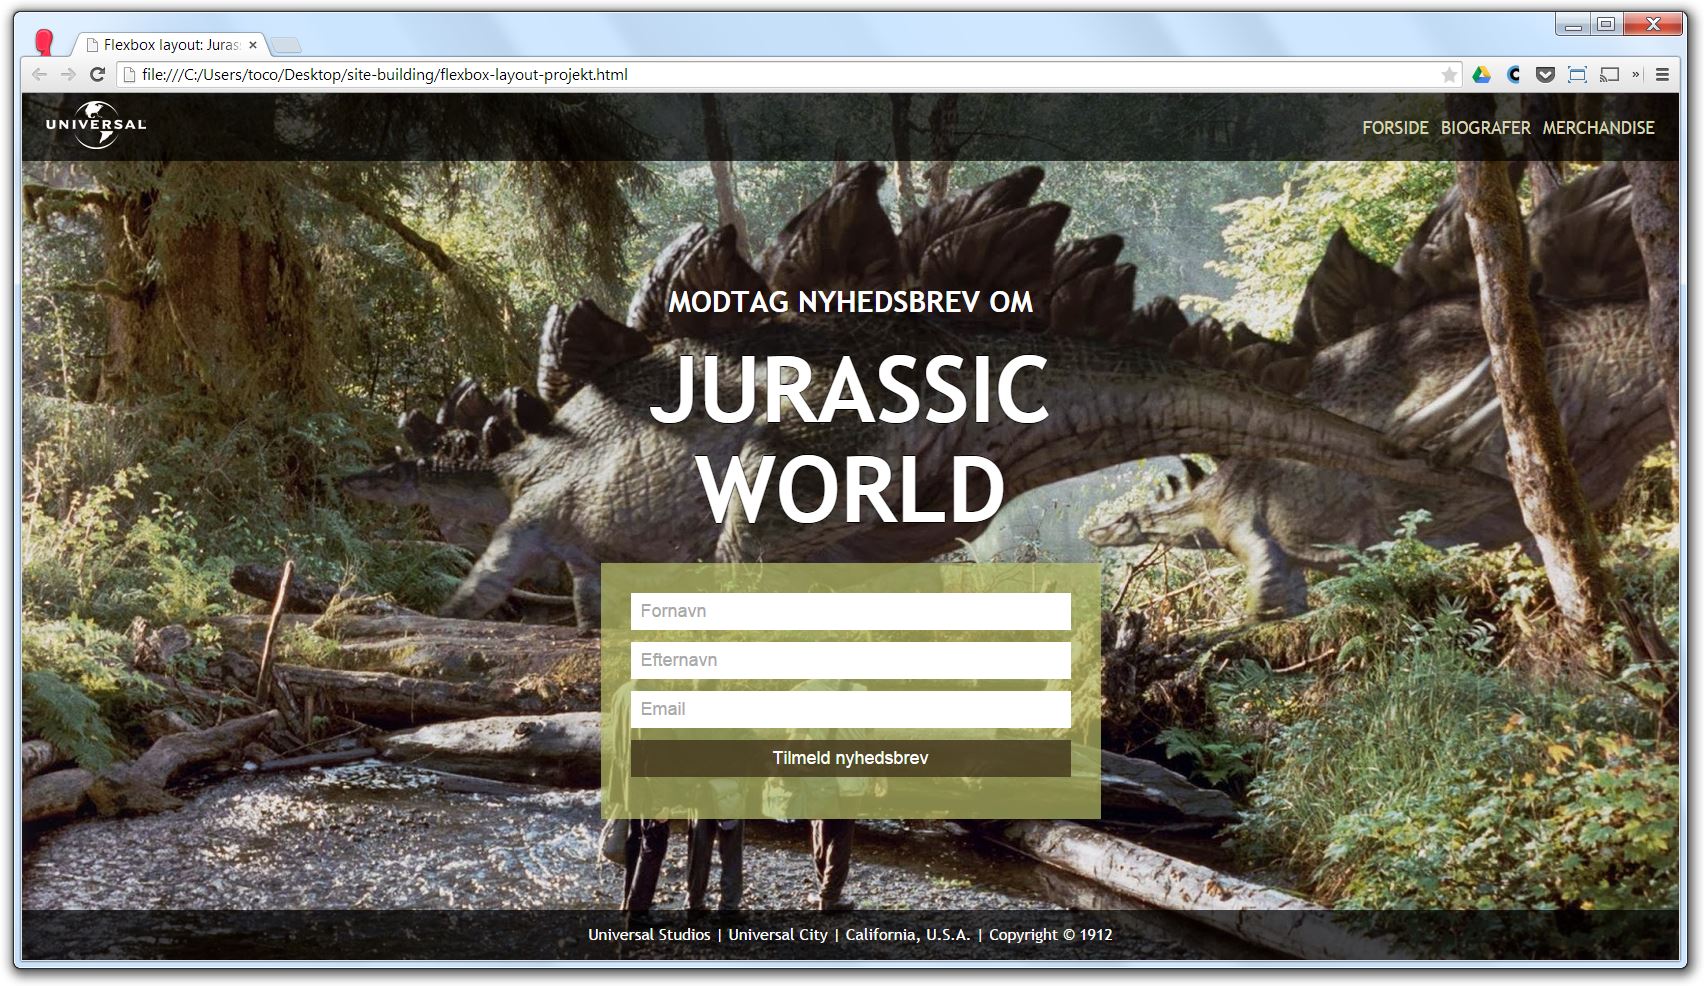 Flexbox layout: Juras
file:///C:/Users/toco/Desktop/site-building/flexbox-layout-projekt.html
UNIVERSAL
FORSIDE BIOGRAFER MERCHANDISE
MODTAG NYHEDSBREV OM
JURASSIC
WORLD
Fornavn
Efternavn
Email
Tilmeld nyhedsbrev
Universal Studios | Universal City | California, U.S.A. | Copyright © 1912